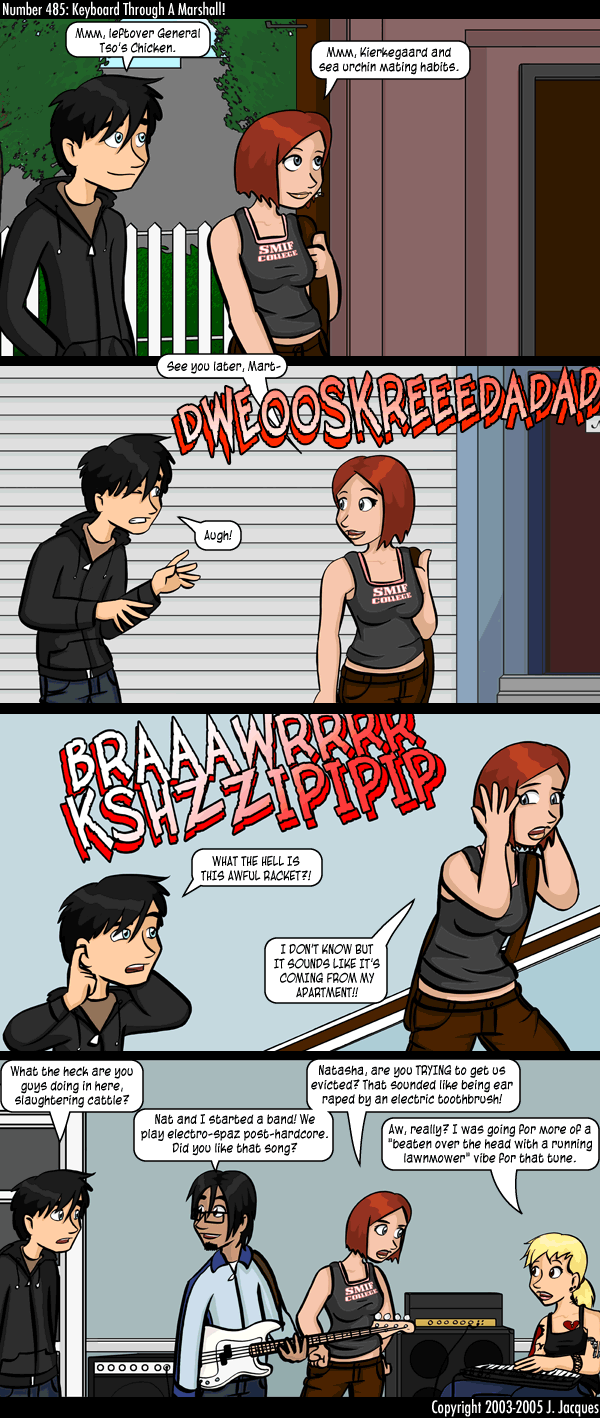 Number 485: Keyboard Through A Marshall!
Mmm, leftover General
Tso's Chicken.
Mmm, Kierkegaard and
sea urchin mating habits.
SMIF
COLLEGE
See you later, Mart-
DWEOOSKREEEDADAD
Augh!
SMIF
COLLEGE
BRAAAWRRRR
KSHZZIPIPIP
WHAT THE HELL IS
THIS AWFUL RACKET?!
I DON'T KNOW BUT
IT SOUNDS LIKE IT'S
COMING FROM MY
APARTMENT!!
What the heck are you
guys doing in here,
slaughtering cattle?
Nat and I started a band! We
play electro-spaz post-hardcore.
Did you like that song?
Natasha, are you TRYING to get us
evicted? That sounded like being ear
raped by an electric toothbrush!
Aw, really? I was going for more of a
"beaten over the head with a running
lawnmower" vibe for that tune.
SMIF
COLLEGE
Copyright 2003-2005 J. Jacques